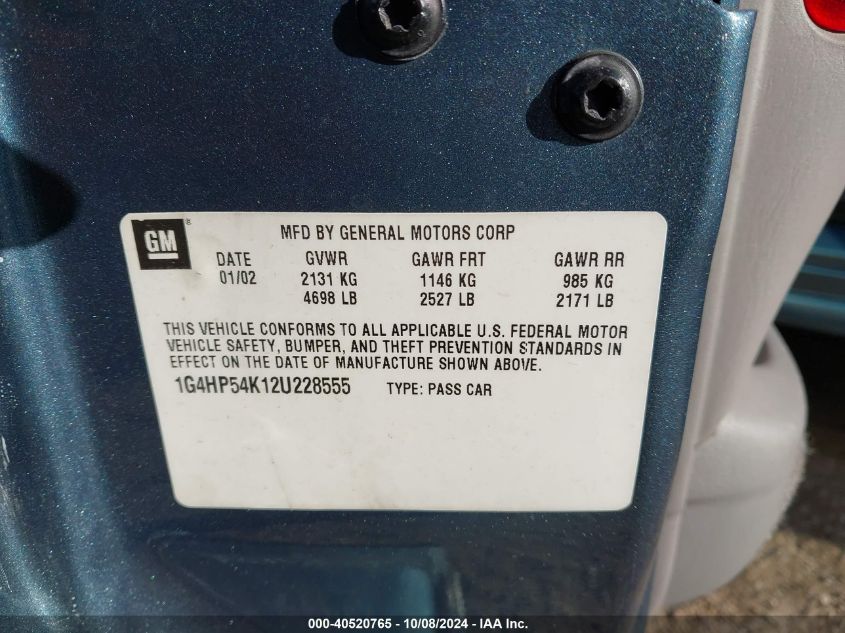 GM®
MFD BY GENERAL MOTORS CORP
DATE GVWR GAWR FRT GAWR RR
01/02 2131 KG 1146 KG 985 KG
4698 LB 2527 LB 2171 LB
THIS VEHICLE CONFORMS TO ALL APPLICABLE U.S. FEDERAL MOTOR
VEHICLE SAFETY, BUMPER, AND THEFT PREVENTION STANDARDS IN
EFFECT ON THE DATE OF MANUFACTURE SHOWN ABOVE.
1G4HP54K12U228555 TYPE: PASS CAR
000-40520765 - 10/08/2024 - IAA Inc.